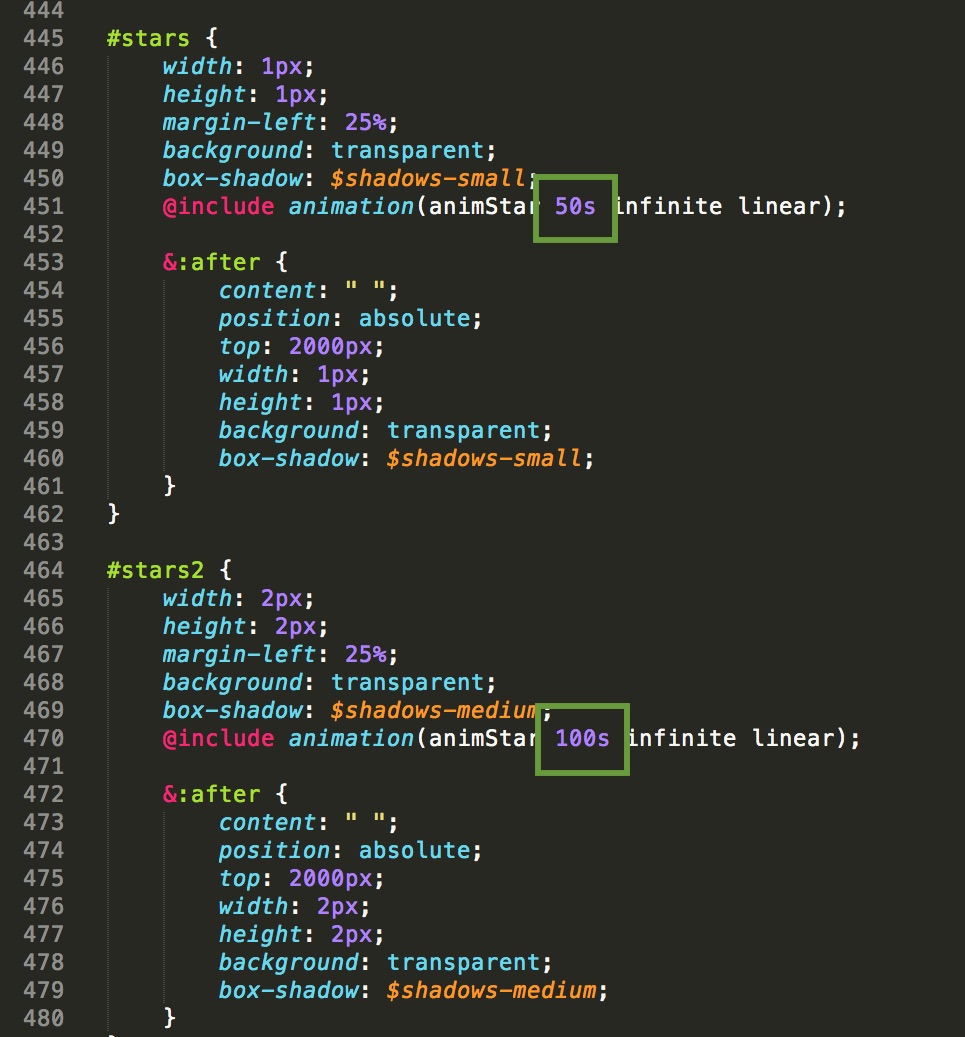 444
445 #stars {
446 width: 1px;
447 height: 1px;
448 margin-left: 25%;
449 background: transparent;
450 box-shadow: $shadows-small;
451 @include animation(animStar 50s infinite linear);
452
453 &:after {
454 content: " ";
455 position: absolute;
456 top: 2000px;
457 width: 1px;
458 height: 1px;
459 background: transparent;
460 box-shadow: $shadows-small;
461 }
462 }
463
464 #stars2 {
465 width: 2px;
466 height: 2px;
467 margin-left: 25%;
468 background: transparent;
469 box-shadow: $shadows-medium;
470 @include animation(animStar 100s infinite linear);
471
472 &:after {
473 content: " ";
474 position: absolute;
475 top: 2000px;
476 width: 2px;
477 height: 2px;
478 background: transparent;
479 box-shadow: $shadows-medium;
480 }